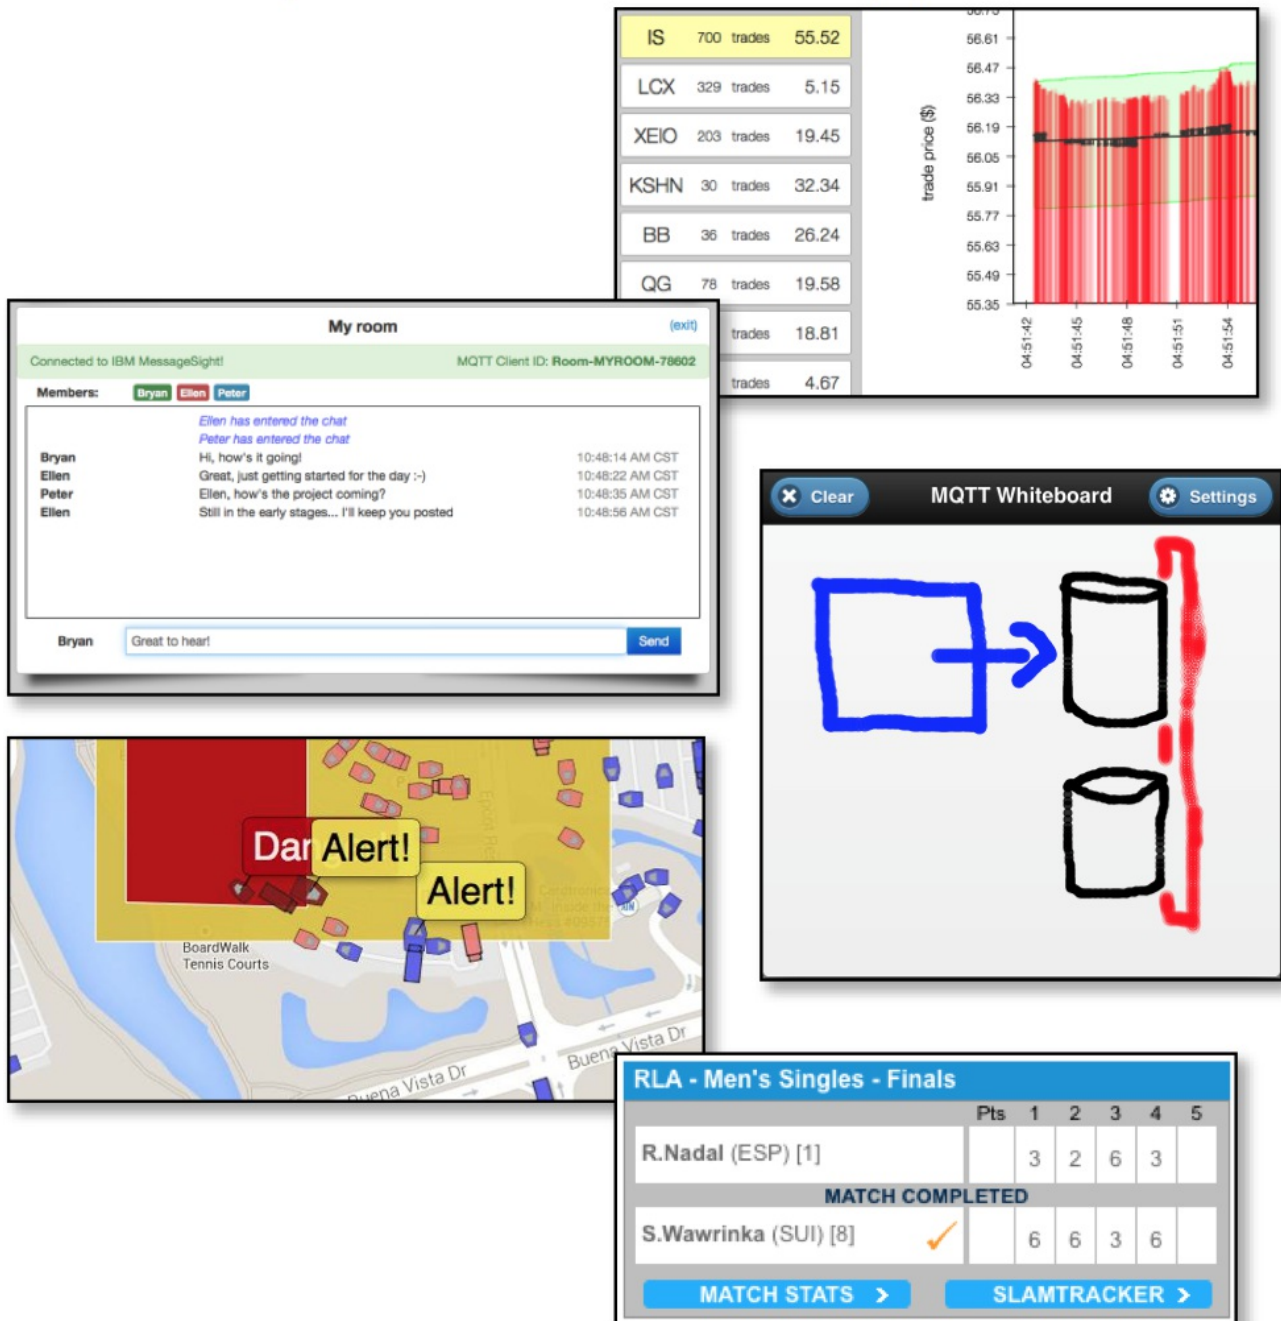 IS 700 trades 55.52
LCX 329 trades 5.15
XEIO 203 trades 19.45
KSHN 30 trades 32.34
BB 36 trades 26.24
QG 78 trades 19.58
trades 18.81
trades 4.67
trade price ($)
56.61
56.47
56.33
56.19
56.05
55.91
55.77
55.63
55.49
55.35
04:51:42
04:51:45
04:51:48
04:51:51
04:51:54
My room (exit)
Connected to IBM MessageSight! MQTT Client ID: Room-MYROOM-78602
Members: Bryan Ellen Peter
Ellen has entered the chat
Peter has entered the chat
Bryan Hi, how's it going! 10:48:14 AM CST
Ellen Great, just getting started for the day :-) 10:48:22 AM CST
Peter Ellen, how's the project coming? 10:48:35 AM CST
Ellen Still in the early stages... I'll keep you posted 10:48:56 AM CST
Bryan Great to hear! Send
Clear MQTT Whiteboard Settings
Dan Alert!
Alert!
BoardWalk
Tennis Courts
Buena Vista Dr
Buena Vista Dr
RLA - Men's Singles - Finals
Pts 1 2 3 4 5
R.Nadal (ESP) [1] 3 2 6 3
MATCH COMPLETED
S.Wawrinka (SUI) [8] 6 6 3 6
MATCH STATS > SLAMTRACKER >